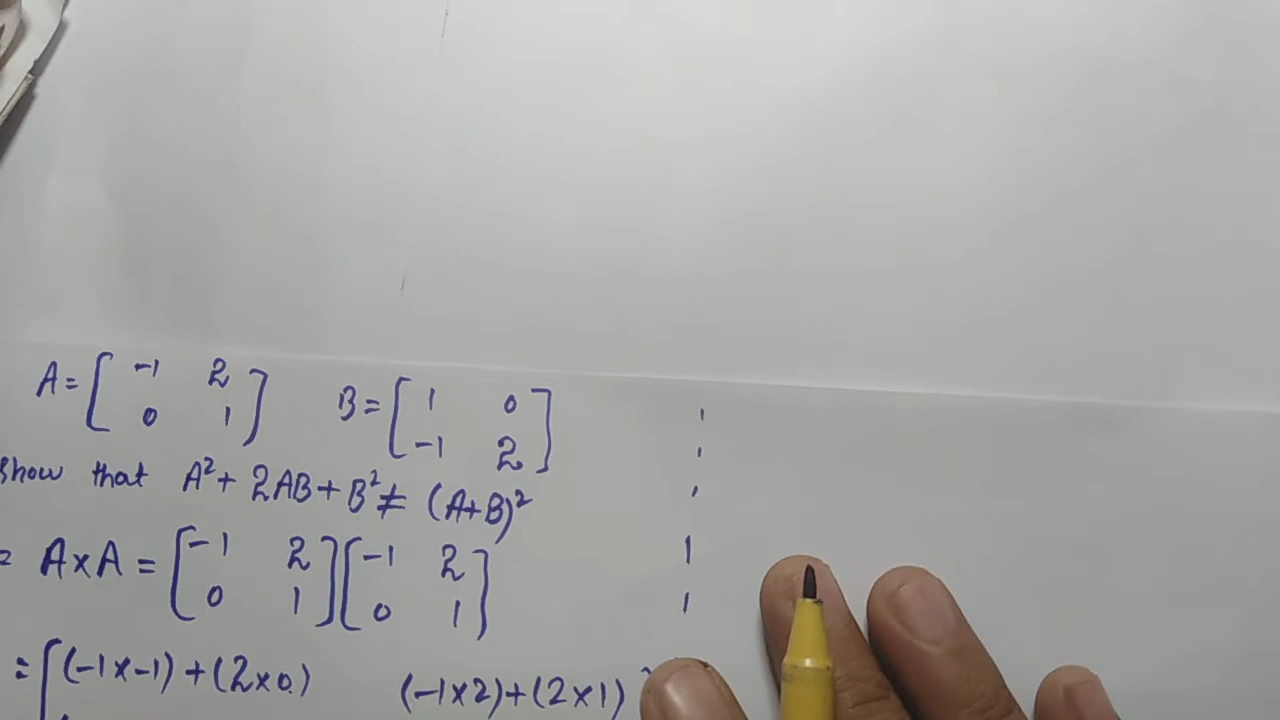 A = [ -1 2
0 1 ] B = [ 1 0
-1 2 ]
Show that A² + 2AB + B² ≠ (A+B)²
A×A = [ -1 2
0 1 ] [ -1 2
0 1 ]
= [ (-1×-1) + (2×0) (-1×2) + (2×1)